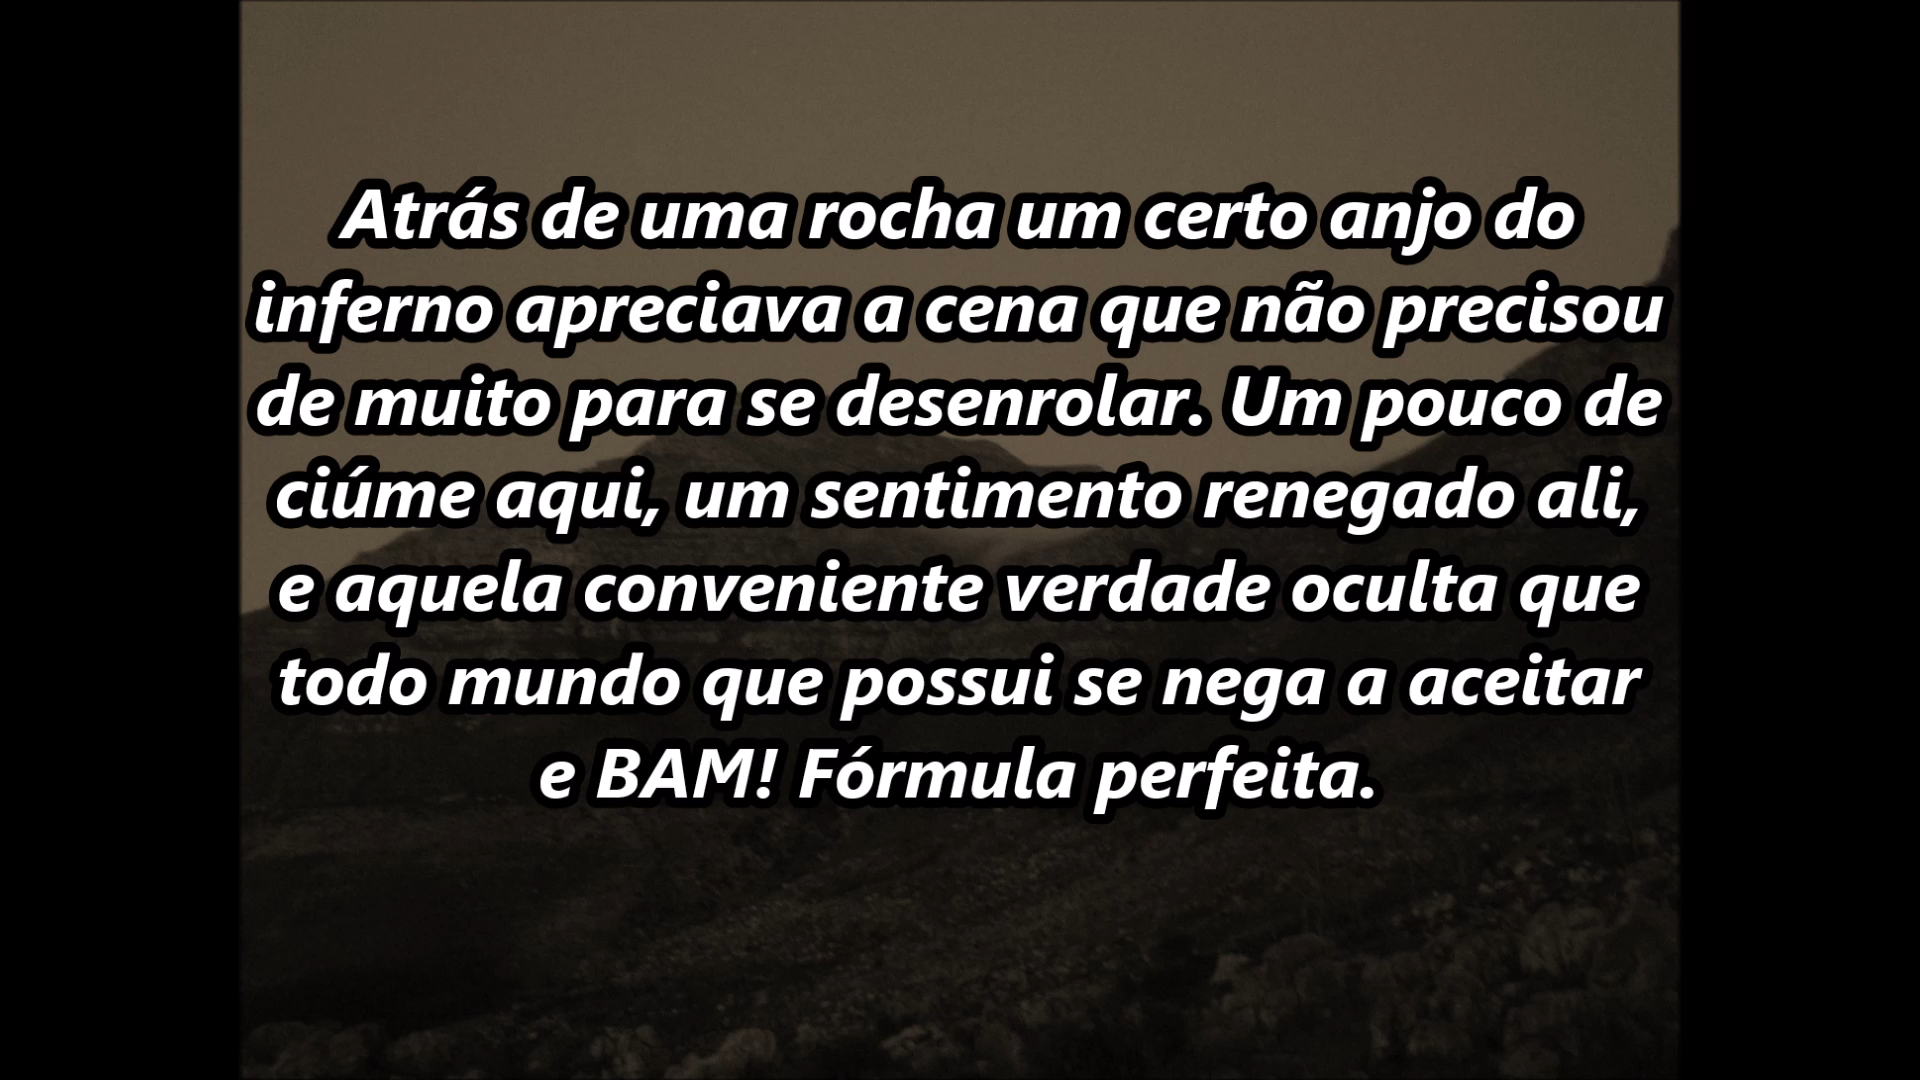 Atrás de uma rocha um certo anjo do
inferno apreciava a cena que não precisou
de muito para se desenrolar. Um pouco de
ciúme aqui, um sentimento renegado ali,
e aquela conveniente verdade oculta que
todo mundo que possui se nega a aceitar
e BAM! Fórmula perfeita.